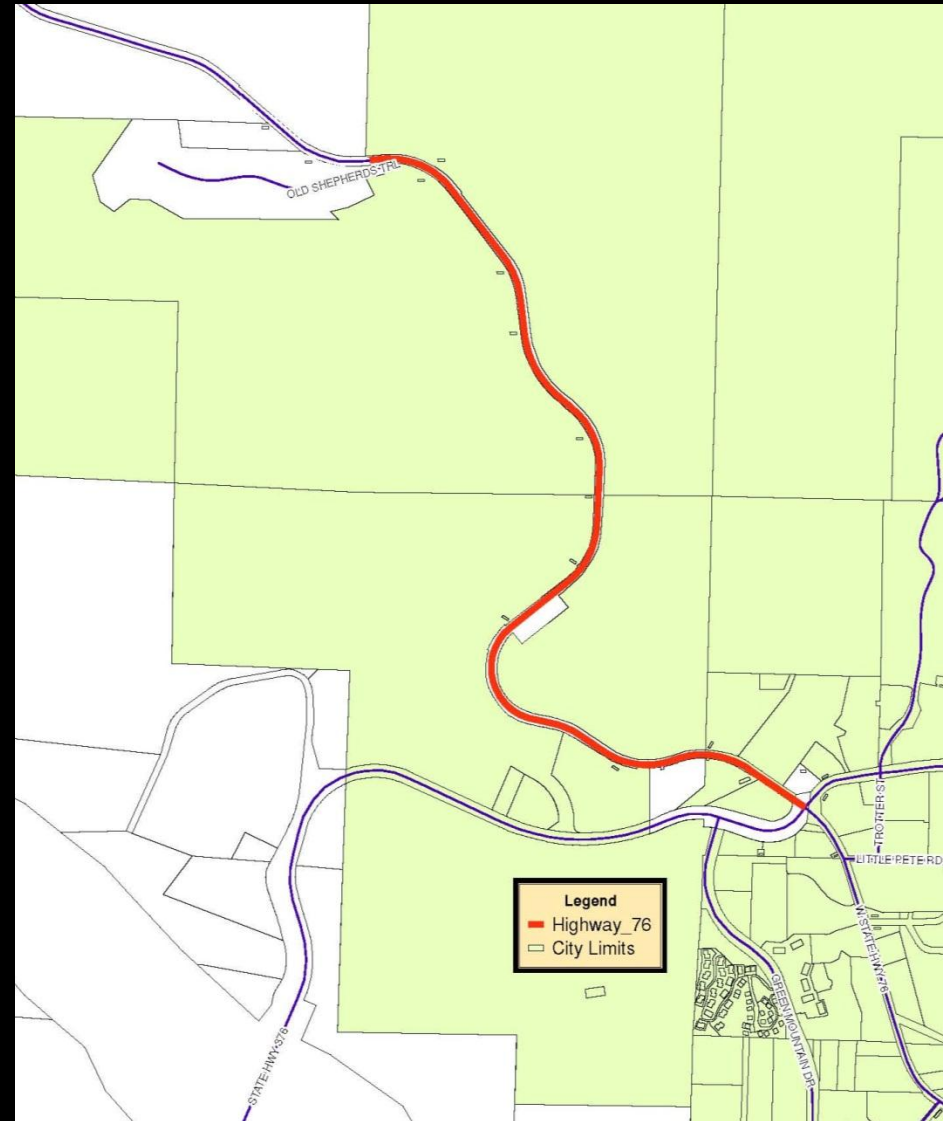 OLD SHEPHERDS TRL
TROTTER ST
LITTLE PETE RD
Legend
Highway_76
City Limits
W STATE HWY 76
GREEN MOUNTAIN DR
STATE HWY 376